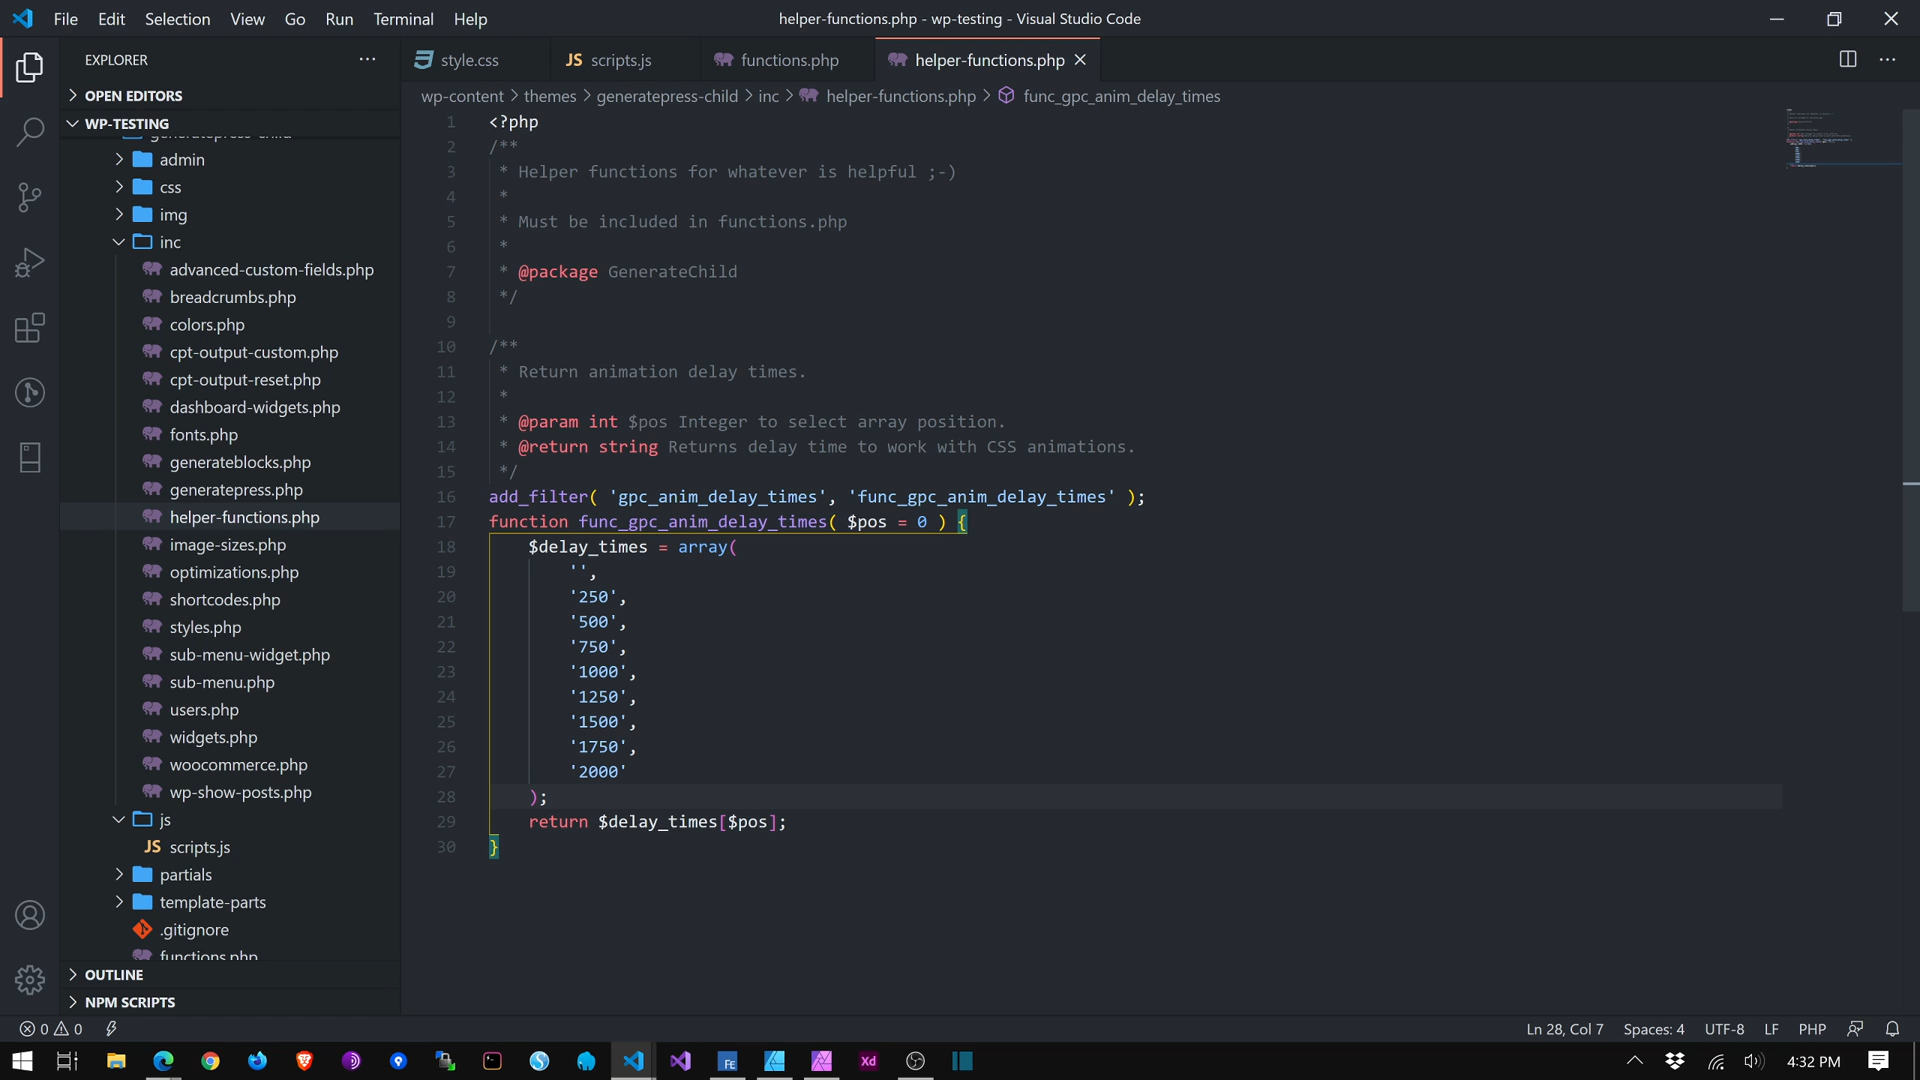 File Edit Selection View Go Run Terminal Help
helper-functions.php - wp-testing - Visual Studio Code
EXPLORER
OPEN EDITORS
WP-TESTING
generatepress-child
admin
css
img
inc
advanced-custom-fields.php
breadcrumbs.php
colors.php
cpt-output-custom.php
cpt-output-reset.php
dashboard-widgets.php
fonts.php
generateblocks.php
generatepress.php
helper-functions.php
image-sizes.php
optimizations.php
shortcodes.php
styles.php
sub-menu-widget.php
sub-menu.php
users.php
widgets.php
woocommerce.php
wp-show-posts.php
js
JS scripts.js
partials
template-parts
.gitignore
functions.php
OUTLINE
NPM SCRIPTS
style.css
JS scripts.js
functions.php
helper-functions.php
wp-content > themes > generatepress-child > inc > helper-functions.php > func_gpc_anim_delay_times
1 <?php
2 /**
3 * Helper functions for whatever is helpful ;-)
4 *
5 * Must be included in functions.php
6 *
7 * @package GenerateChild
8 */
9
10 /**
11 * Return animation delay times.
12 *
13 * @param int $pos Integer to select array position.
14 * @return string Returns delay time to work with CSS animations.
15 */
16 add_filter( 'gpc_anim_delay_times', 'func_gpc_anim_delay_times' );
17 function func_gpc_anim_delay_times( $pos = 0 ) {
18 $delay_times = array(
19 '',
20 '250',
21 '500',
22 '750',
23 '1000',
24 '1250',
25 '1500',
26 '1750',
27 '2000'
28 );
29 return $delay_times[$pos];
30 }
0 0
Ln 28, Col 7 Spaces: 4 UTF-8 LF PHP
FE
Xd
4:32 PM